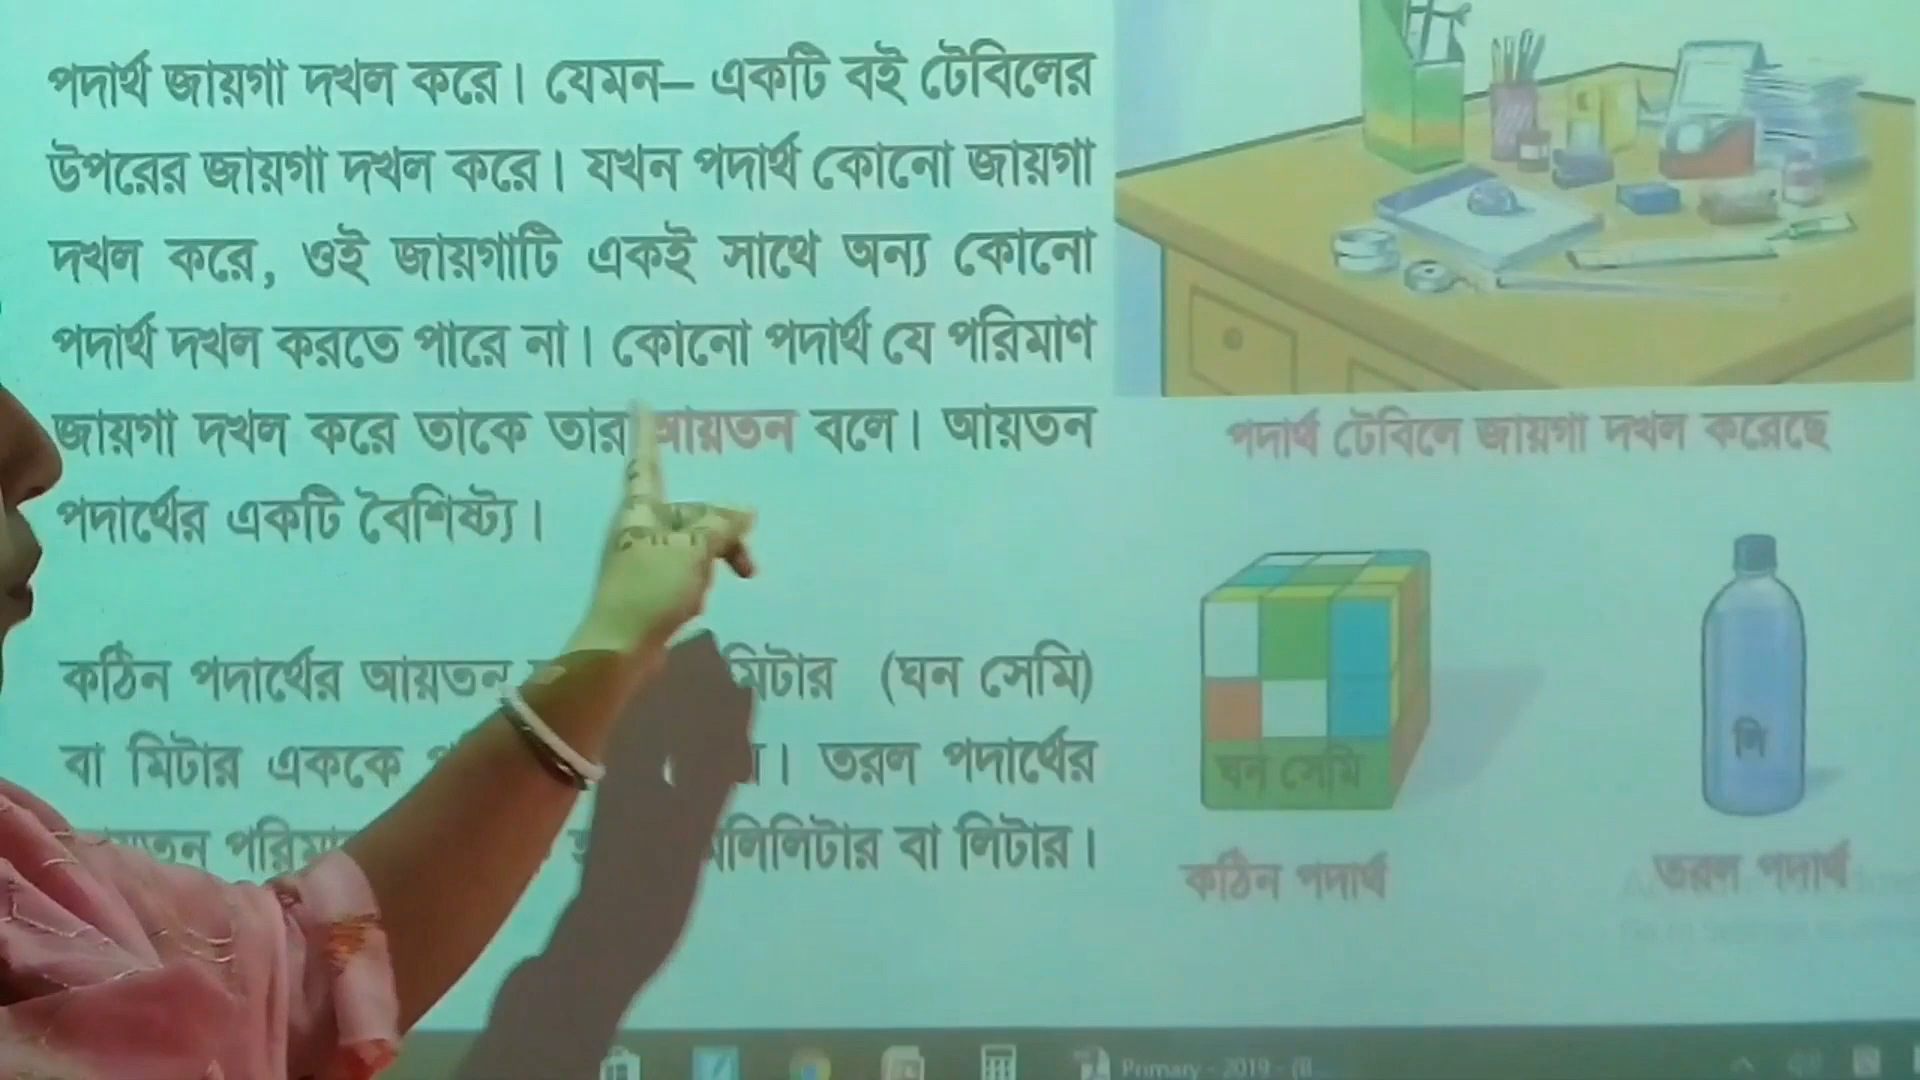 পদার্থ জায়গা দখল করে। যেমন– একটি বই টেবিলের
উপরের জায়গা দখল করে। যখন পদার্থ কোনো জায়গা
দখল করে, ওই জায়গাটি একই সাথে অন্য কোনো
পদার্থ দখল করতে পারে না। কোনো পদার্থ যে পরিমাণ
জায়গা দখল করে তাকে তার আয়তন বলে। আয়তন
পদার্থের একটি বৈশিষ্ট্য।
কঠিন পদার্থের আয়তন মিটার (ঘন সেমি)
বা মিটার এককে । তরল পদার্থের
লিটার বা লিটার।
পদার্থ টেবিলে জায়গা দখল করেছে
ঘন সেমি
লি
কঠিন পদার্থ
তরল পদার্থ
Primary - 2019 - (B...